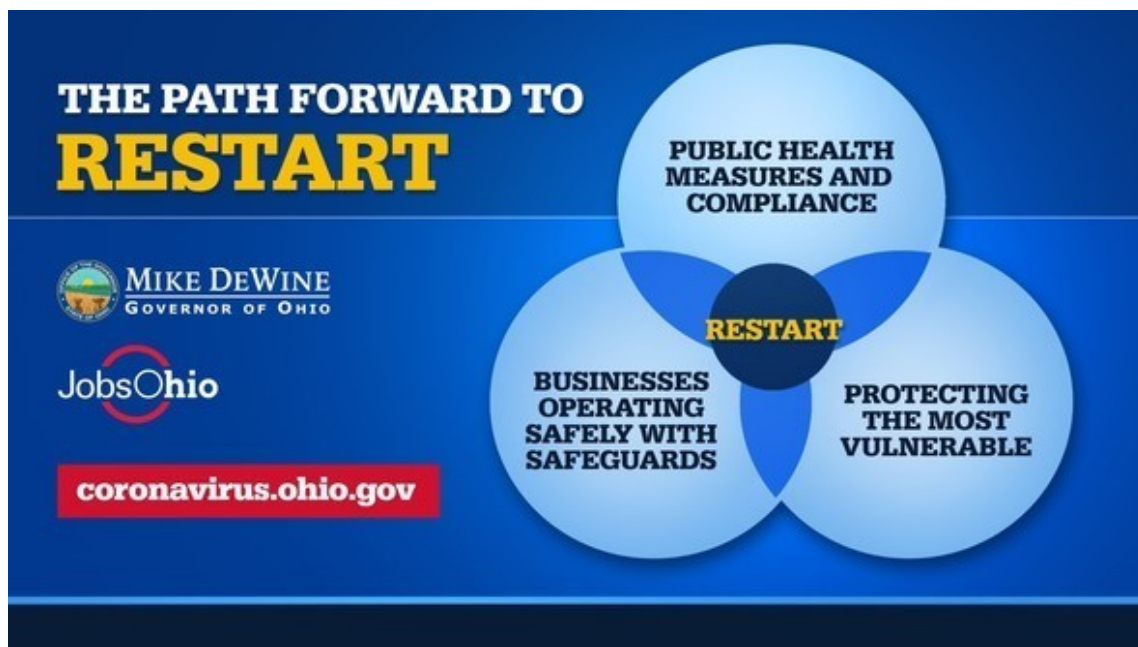 THE PATH FORWARD TO
RESTART
MIKE DEWINE
GOVERNOR OF OHIO
JobsOhio
coronavirus.ohio.gov
PUBLIC HEALTH
MEASURES AND
COMPLIANCE
RESTART
BUSINESSES
OPERATING
SAFELY WITH
SAFEGUARDS
PROTECTING
THE MOST
VULNERABLE